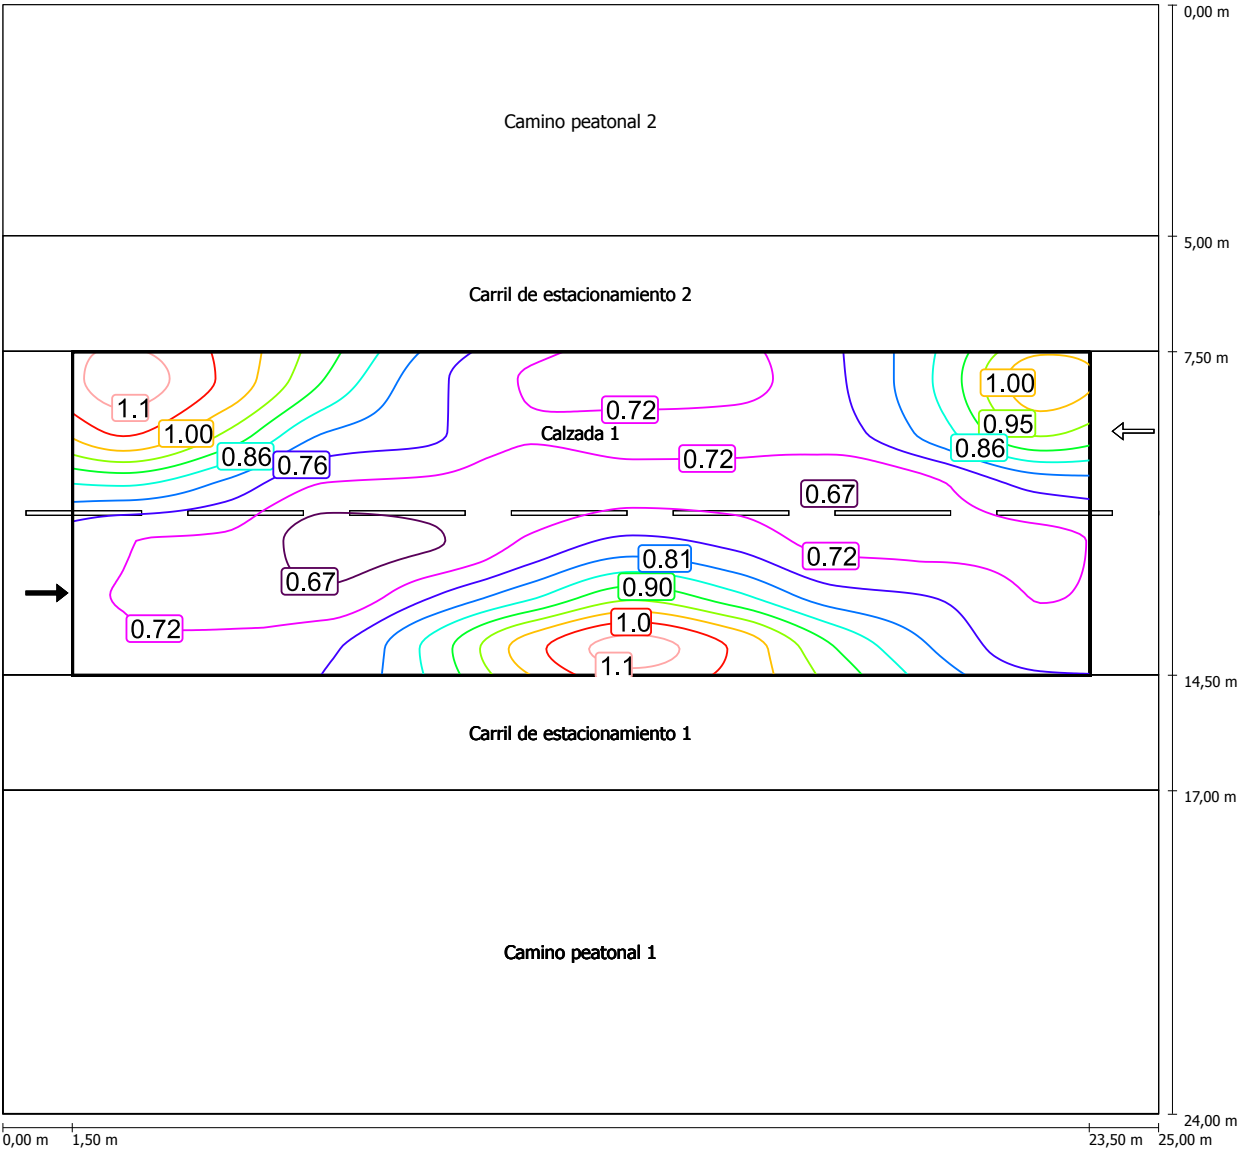 0,00 m
Camino peatonal 2
5,00 m
Carril de estacionamiento 2
7,50 m
1.1
1.00
0.72
0.95
1.00
Calzada 1
0.86
0.86
0.76
0.72
0.67
0.81
0.72
0.67
0.90
1.0
0.72
1.1
14,50 m
Carril de estacionamiento 1
17,00 m
Camino peatonal 1
24,00 m
0,00 m 1,50 m 23,50 m 25,00 m